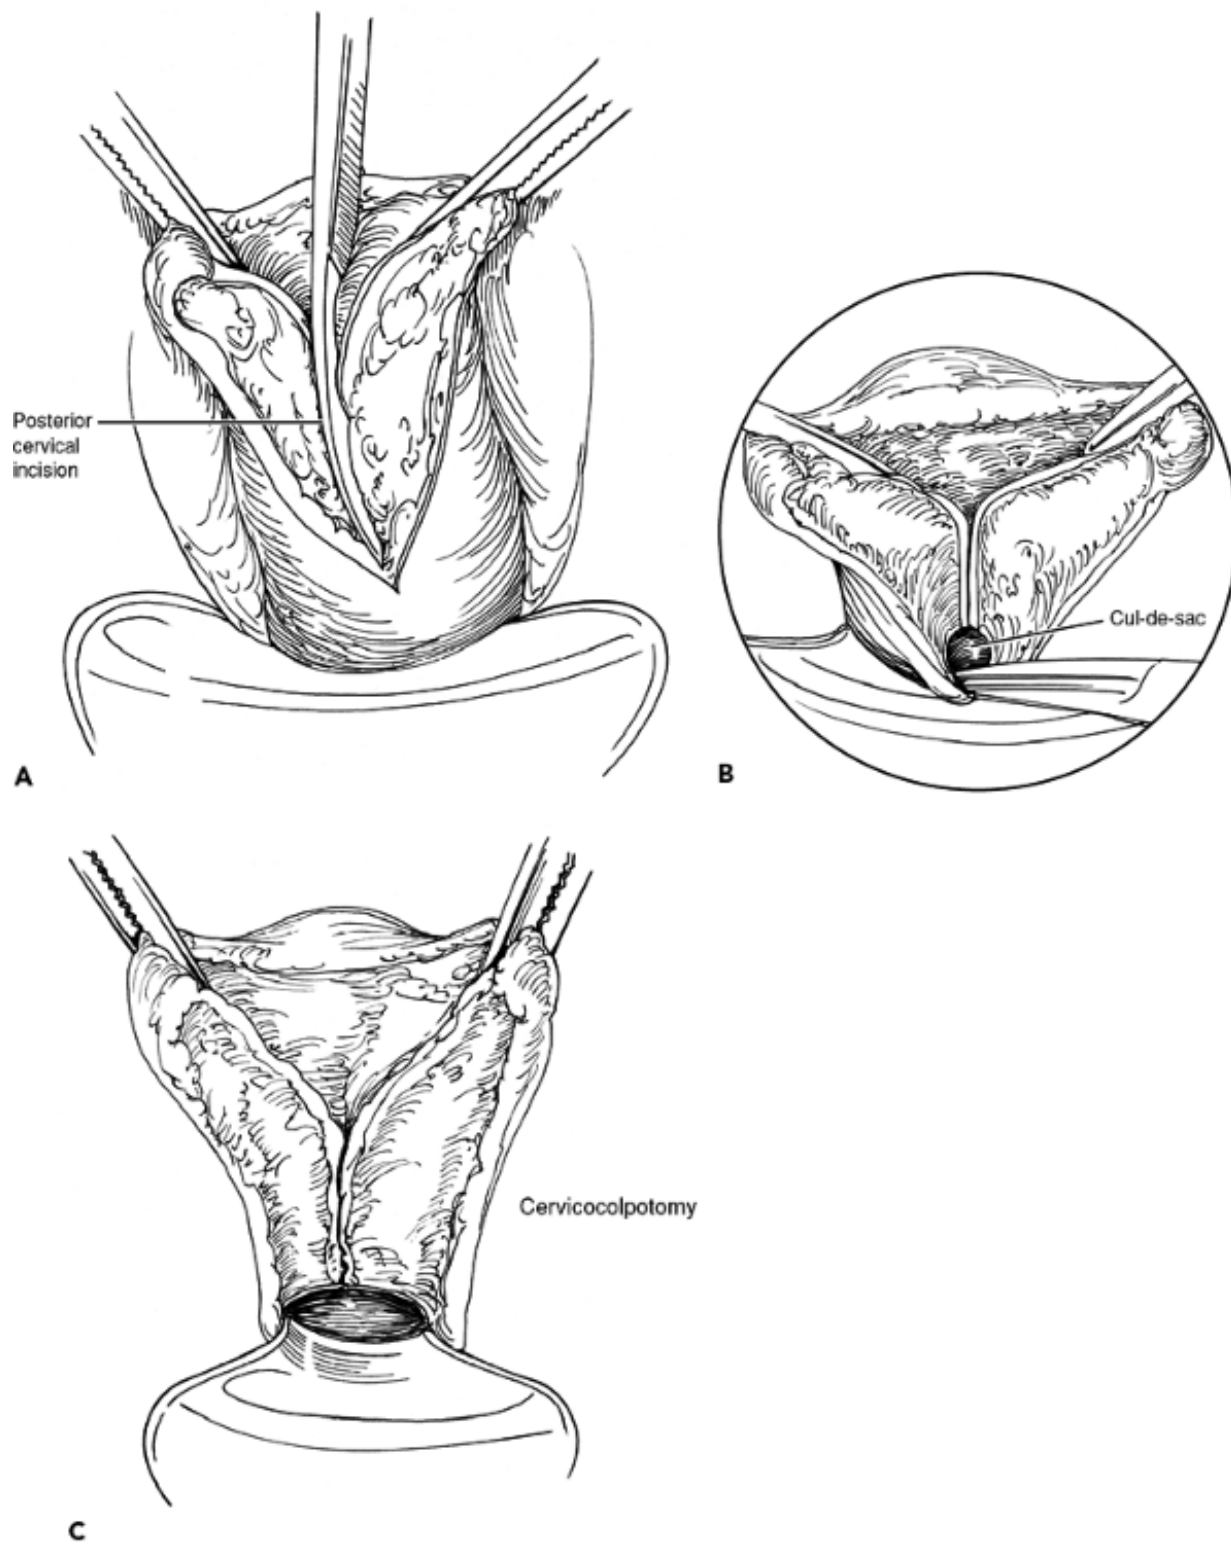 Posterior
cervical
incision
A
Cul-de-sac
B
Cervicocolpotomy
C